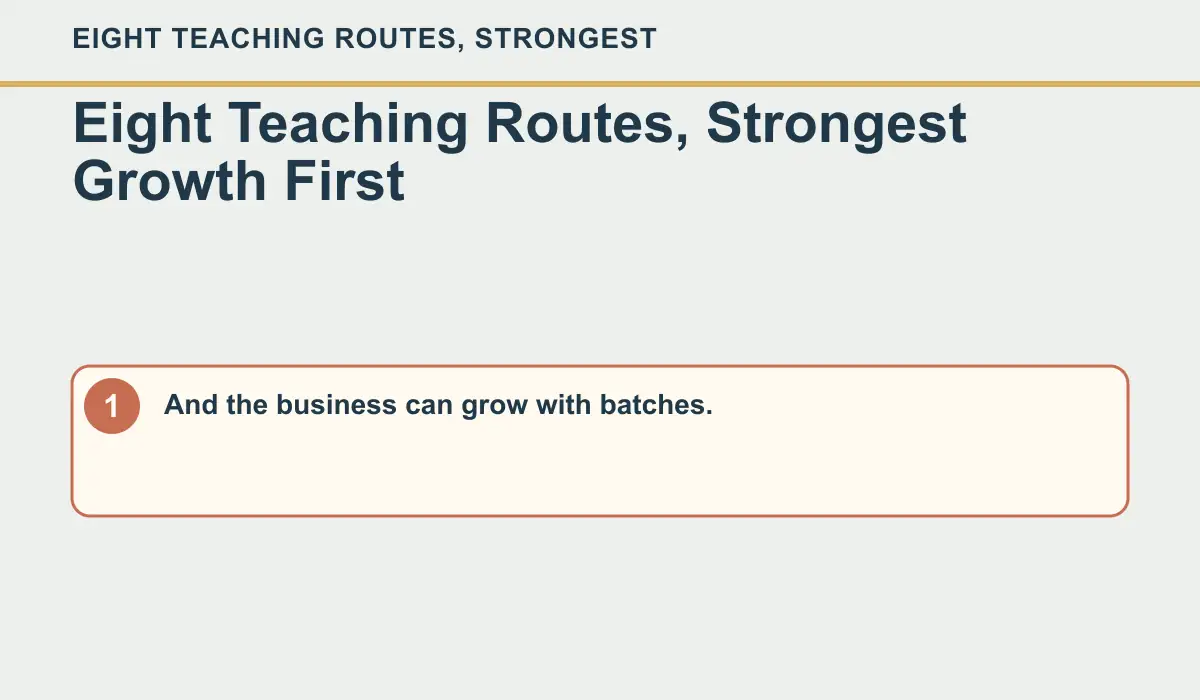 EIGHT TEACHING ROUTES, STRONGEST
Eight Teaching Routes, Strongest
Growth First
1 And the business can grow with batches.